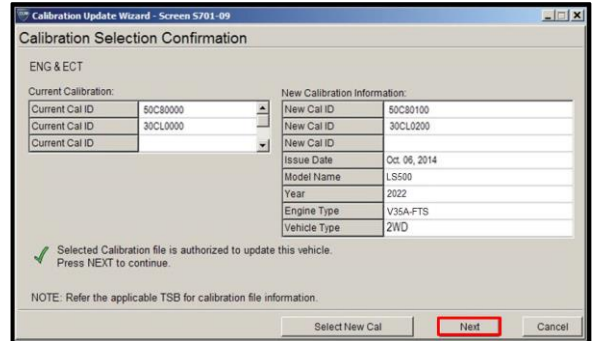 Calibration Update Wizard - Screen S701-09
Calibration Selection Confirmation
ENG & ECT
Current Calibration:
Current Cal ID 50C80000
Current Cal ID 30CL0000
Current Cal ID
New Calibration Information:
New Cal ID 50C80100
New Cal ID 30CL0200
New Cal ID
Issue Date Oct. 06, 2014
Model Name LS500
Year 2022
Engine Type V35A-FTS
Vehicle Type 2WD
Selected Calibration file is authorized to update this vehicle.
Press NEXT to continue.
NOTE: Refer the applicable TSB for calibration file information.
Select New Cal Next Cancel